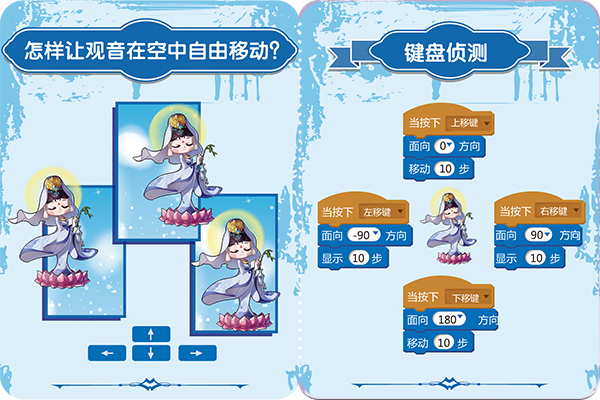 怎样让观音在空中自由移动?
↑
← ↓ →
键盘侦测
当按下 上移键
面向 0 方向
移动 10 步
当按下 左移键
面向 -90 方向
显示 10 步
当按下 右移键
面向 90 方向
显示 10 步
当按下 下移键
面向 180 方向
移动 10 步